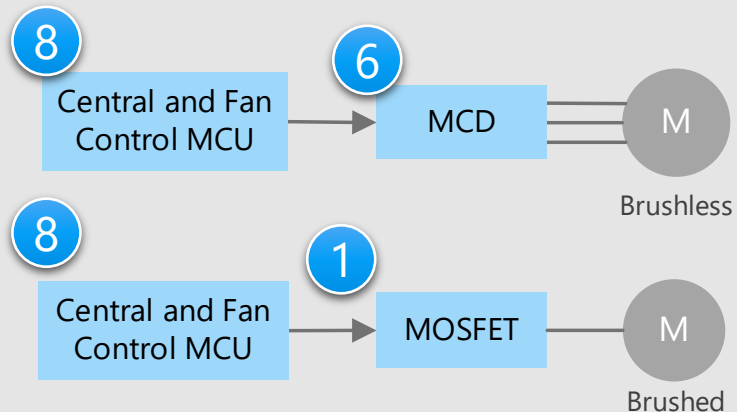 8
6
Central and Fan
Control MCU
MCD
M
Brushless
8
1
Central and Fan
Control MCU
MOSFET
M
Brushed